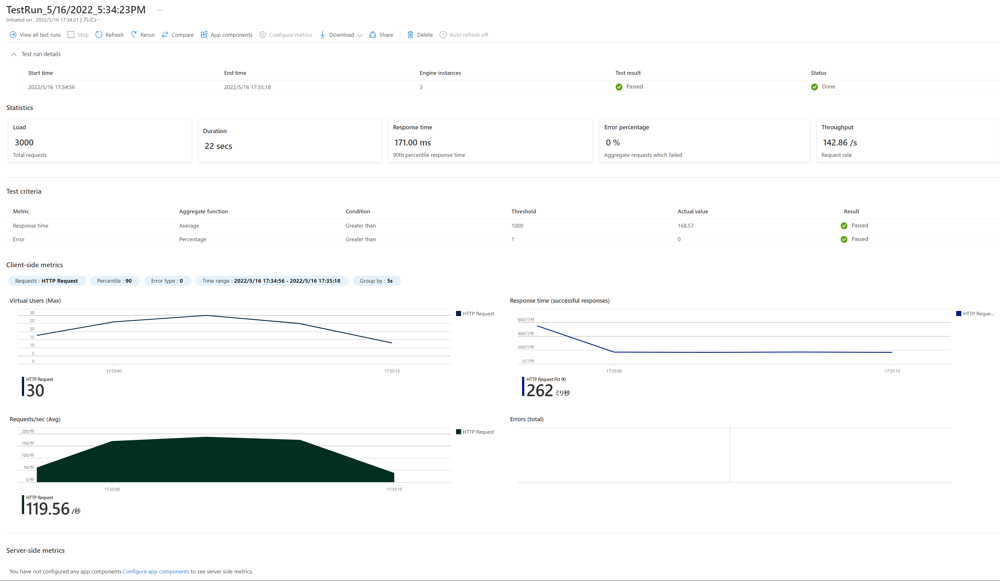 TestRun_5/16/2022_5:34:23PM ...
Initiated on : 2022/5/16 17:34:21 | プレビュー
View all test runs Stop Refresh Rerun Compare App components Configure metrics Download Share Delete Auto refresh off
Test run details
Start time End time Engine instances Test result Status
2022/5/16 17:34:56 2022/5/16 17:35:18 3 Passed Done
Statistics
Load
3000
Total requests
Duration
22 secs
Response time
171.00 ms
90th percentile response time
Error percentage
0 %
Aggregate requests which failed
Throughput
142.86 /s
Request rate
Test criteria
Metric Aggregate function Condition Threshold Actual value Result
Response time Average Greater than 1000 168.57 Passed
Error Percentage Greater than 1 0 Passed
Client-side metrics
Requests : HTTP Request Percentile : 90 Error type : 0 Time range : 2022/5/16 17:34:56 - 2022/5/16 17:35:18 Group by : 5s
Virtual Users (Max)
30
25
20
15
10
5
0
17:35:00 17:35:15
HTTP Request
HTTP Request
30
Response time (successful responses)
600ミリ秒
400ミリ秒
200ミリ秒
0ミリ秒
17:35:00 17:35:15
HTTP Reque...
HTTP Request Pct 90
262 ミリ秒
Requests/sec (Avg)
200/秒
150/秒
100/秒
50/秒
0/秒
17:35:00 17:35:15
HTTP Request
HTTP Request
119.56 /秒
Errors (total)
Server-side metrics
You have not configured any app components.Configure app components to see server side metrics.